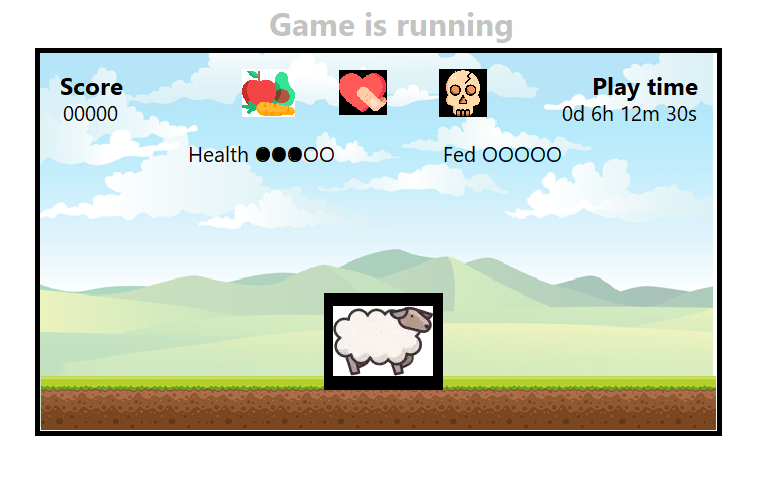 Game is running
Score
Play time
00000
0d 6h 12m 30s
Health ●●●OO
Fed OOOOO